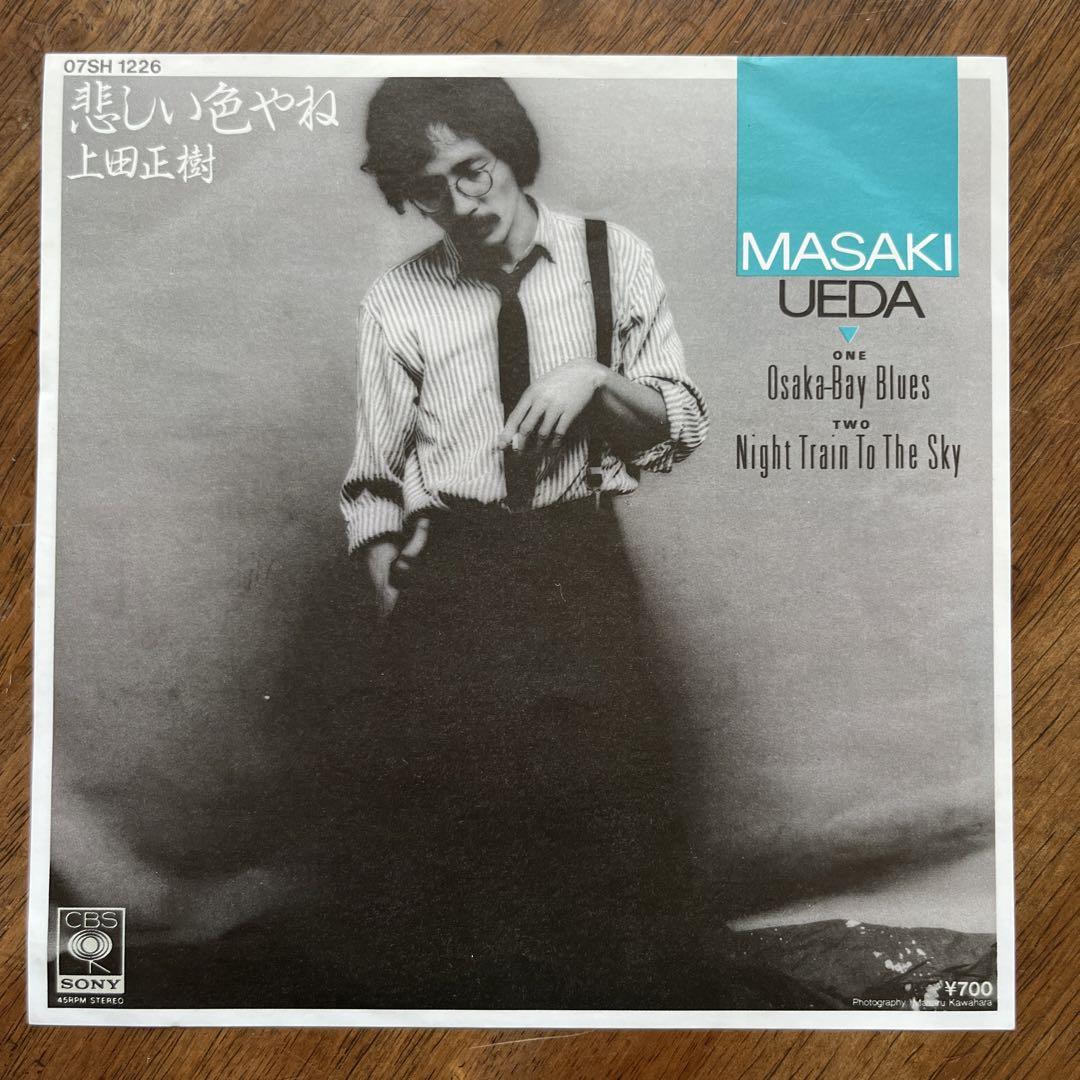 07SH 1226
悲しい色やね
上田正樹
MASAKI
UEDA
ONE
Osaka-Bay Blues
TWO
Night Train To The Sky
CBS
SONY
45RPM STEREO
¥700
Photography Kawahara